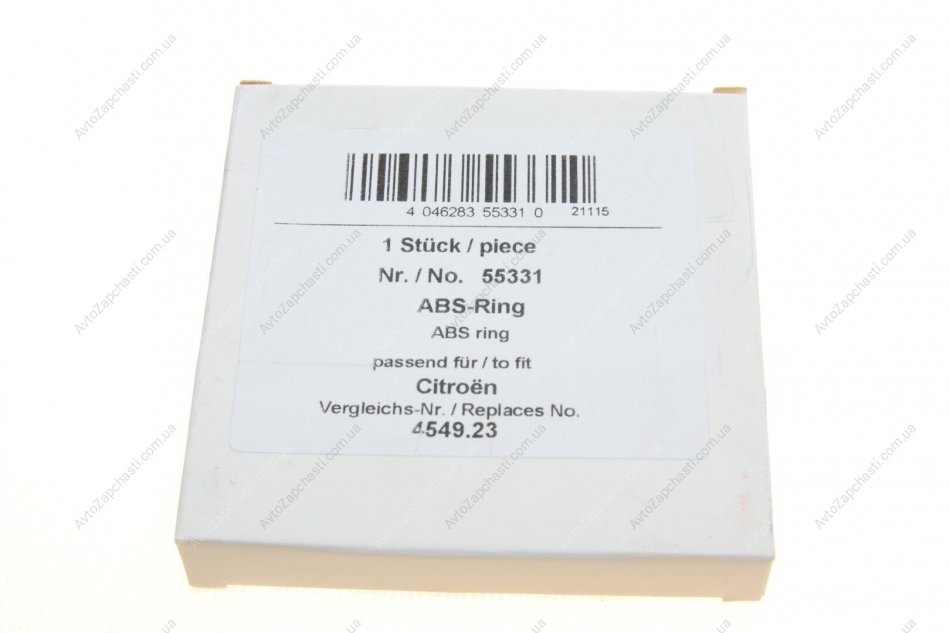 4 046283 55331 0 21115
1 Stück / piece
Nr. / No. 55331
ABS-Ring
ABS ring
passend für / to fit
Citroën
Vergleichs-Nr. / Replaces No.
4549.23
AvtoZapchasti.com.ua